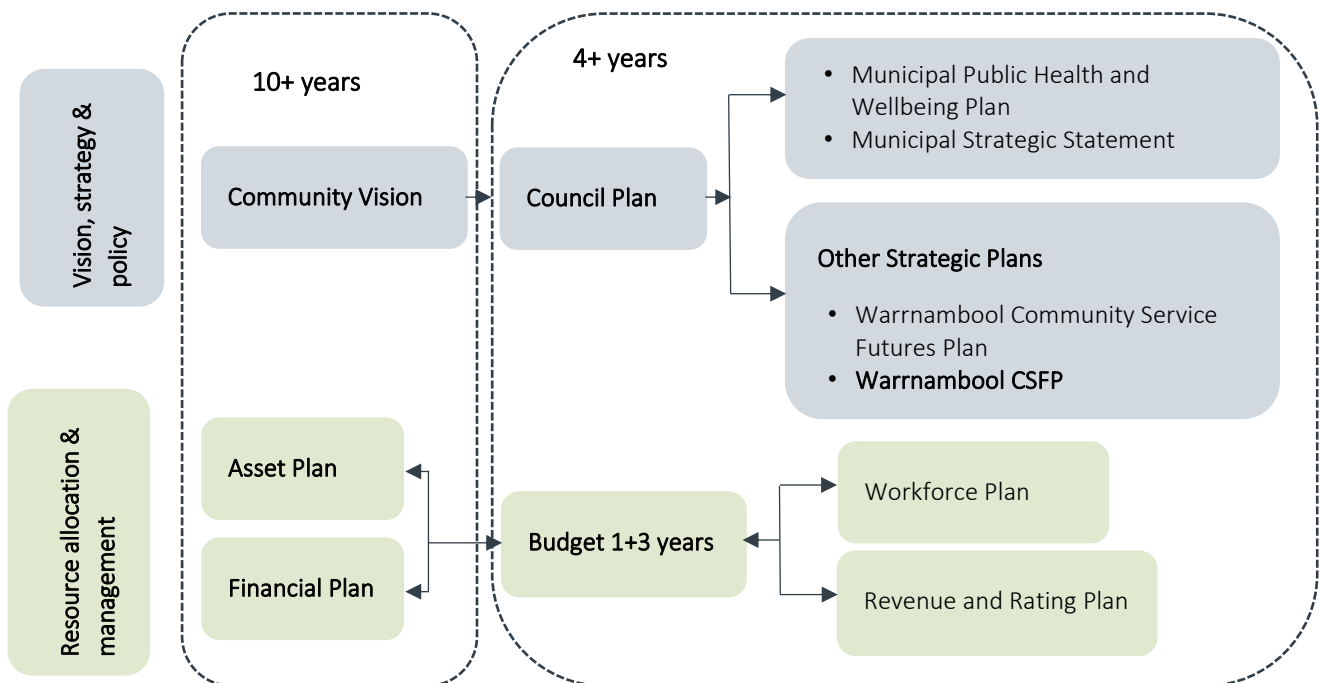 Vision, strategy &
policy
10+ years
Community Vision
4+ years
Council Plan
• Municipal Public Health and
Wellbeing Plan
• Municipal Strategic Statement
Other Strategic Plans
• Warrnambool Community Service
Futures Plan
• Warrnambool CSFP
Resource allocation &
management
Asset Plan
Financial Plan
Budget 1+3 years
Workforce Plan
Revenue and Rating Plan